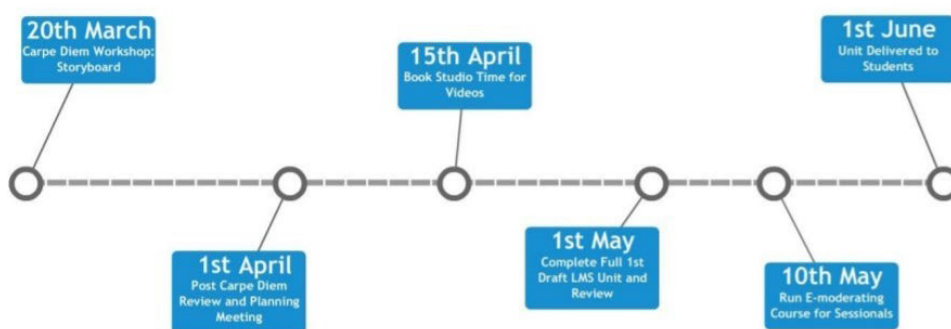 20th March
Carpe Diem Workshop:
Storyboard
1st April
Post Carpe Diem
Review and Planning
Meeting
15th April
Book Studio Time for
Videos
1st May
Complete Full 1st
Draft LMS Unit and
Review
10th May
Run E-moderating
Course for Sessionals
1st June
Unit Delivered to
Students